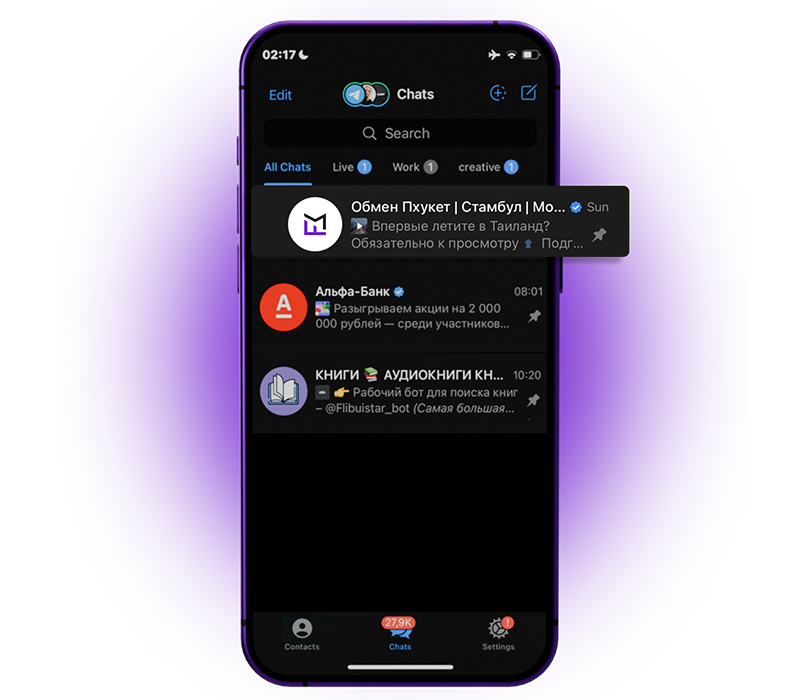 02:17
Edit
Chats
Search
All Chats Live 1 Work 1 creative 1
Обмен Пхукет | Стамбул | Мо... Sun
Впервые летите в Таиланд?
Обязательно к просмотру Подг...
Альфа-Банк 08:01
Разыгрываем акции на 2 000
000 рублей — среди участников...
КНИГИ АУДИОКНИГИ КН... 10:20
Рабочий бот для поиска книг
– @Flibuistar_bot (Самая большая...
27,9K !
Contacts Chats Settings